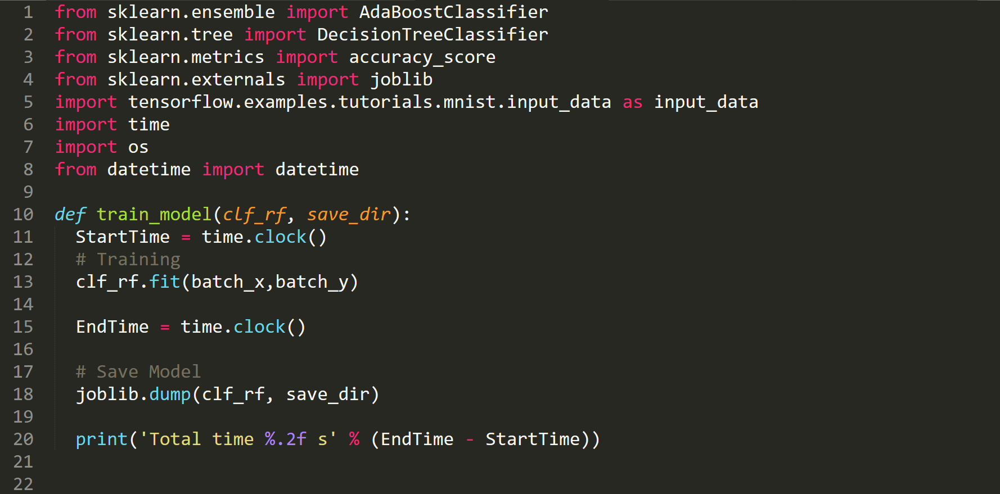 1 from sklearn.ensemble import AdaBoostClassifier
2 from sklearn.tree import DecisionTreeClassifier
3 from sklearn.metrics import accuracy_score
4 from sklearn.externals import joblib
5 import tensorflow.examples.tutorials.mnist.input_data as input_data
6 import time
7 import os
8 from datetime import datetime
9
10 def train_model(clf_rf, save_dir):
11   StartTime = time.clock()
12   # Training
13   clf_rf.fit(batch_x,batch_y)
14
15   EndTime = time.clock()
16
17   # Save Model
18   joblib.dump(clf_rf, save_dir)
19
20   print('Total time %.2f s' % (EndTime - StartTime))
21
22